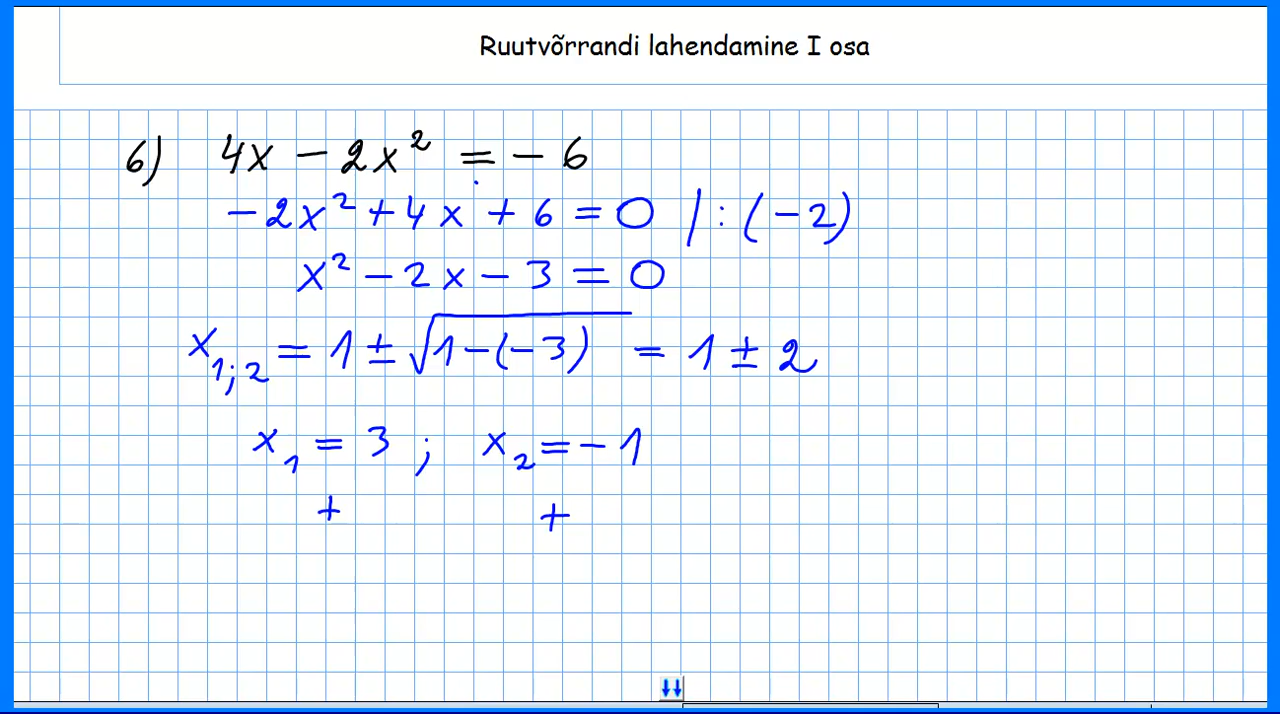 Ruutvõrrandi lahendamine I osa
6) 4x - 2x² = - 6
- 2x² + 4x + 6 = 0 | : (-2)
x² - 2x - 3 = 0
x₁;₂ = 1 ± √1-(-3) = 1 ± 2
x₁ = 3 ; x₂ = - 1
+ +